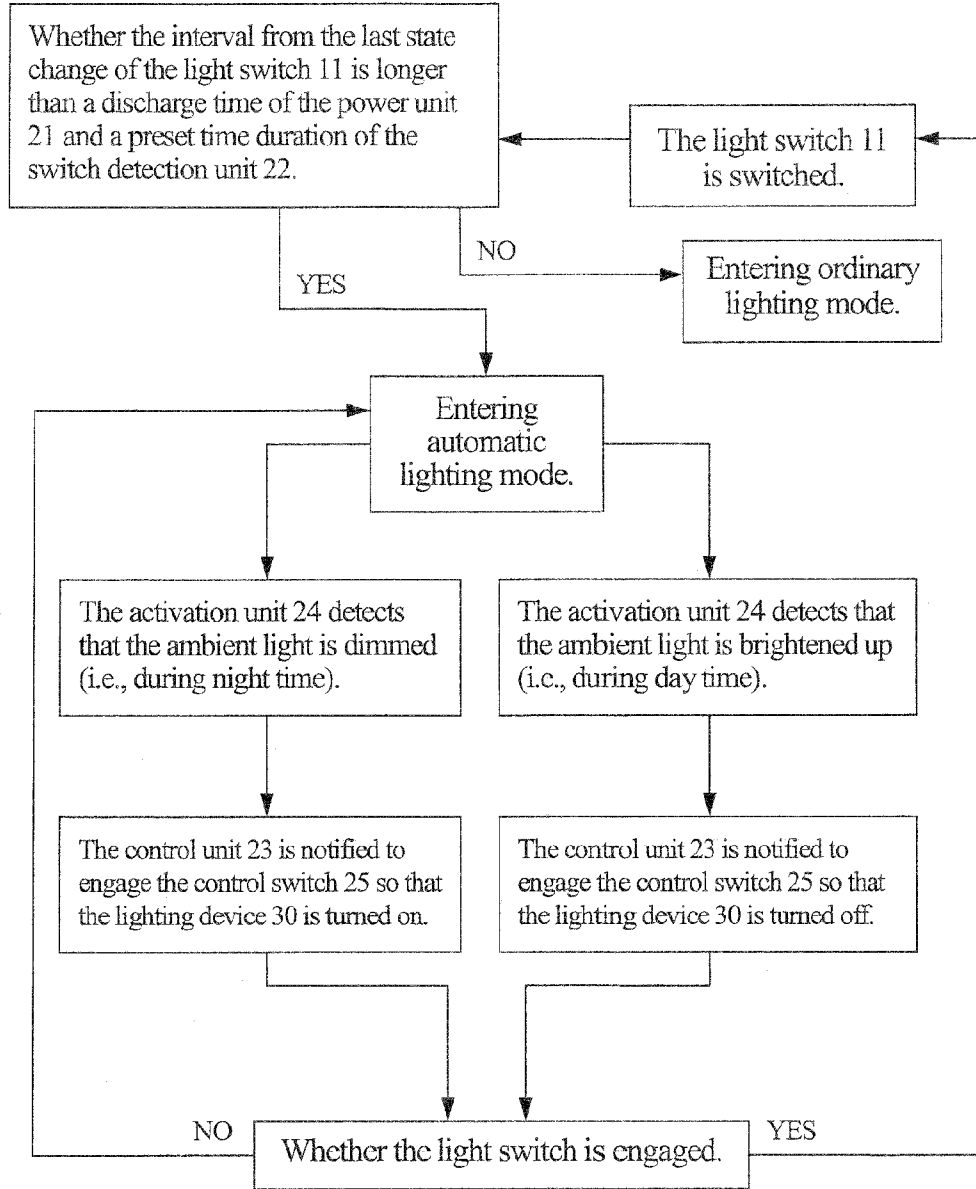 Whether the interval from the last state
change of the light switch 11 is longer
than a discharge time of the power unit
21 and a preset time duration of the
switch detection unit 22.
The light switch 11
is switched.
NO
YES
Entering ordinary
lighting mode.
Entering
automatic
lighting mode.
The activation unit 24 detects
that the ambient light is dimmed
(i.e., during night time).
The activation unit 24 detects that
the ambient light is brightened up
(i.e., during day time).
The control unit 23 is notified to
engage the control switch 25 so that
the lighting device 30 is turned on.
The control unit 23 is notified to
engage the control switch 25 so that
the lighting device 30 is turned off.
NO
Whether the light switch is engaged.
YES